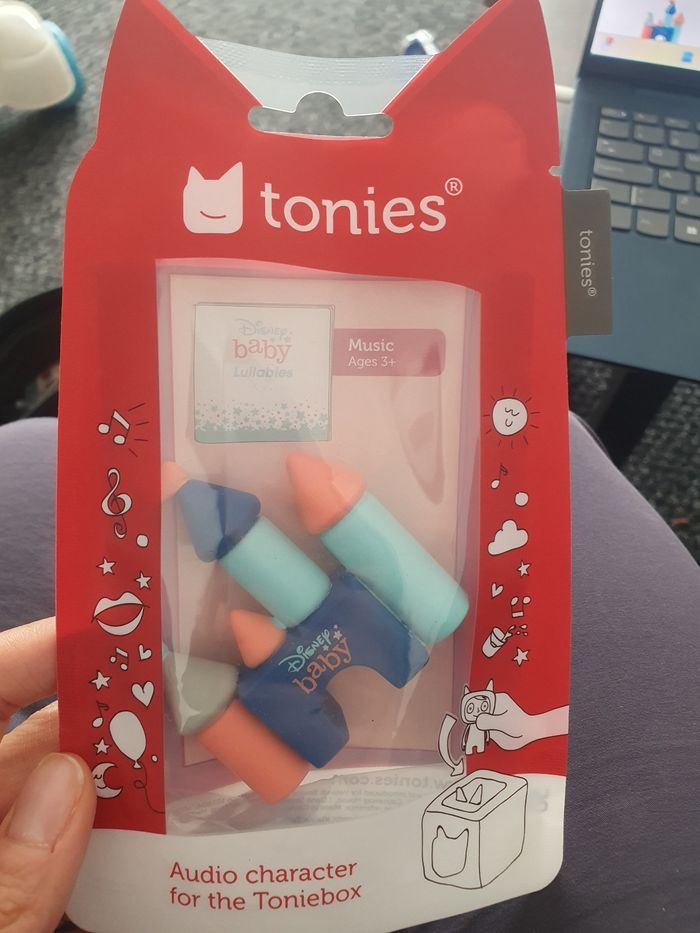 tonies®
tonies®
Disney
baby
Lullabies
Music
Ages 3+
Disney
baby
Audio character
for the Toniebox